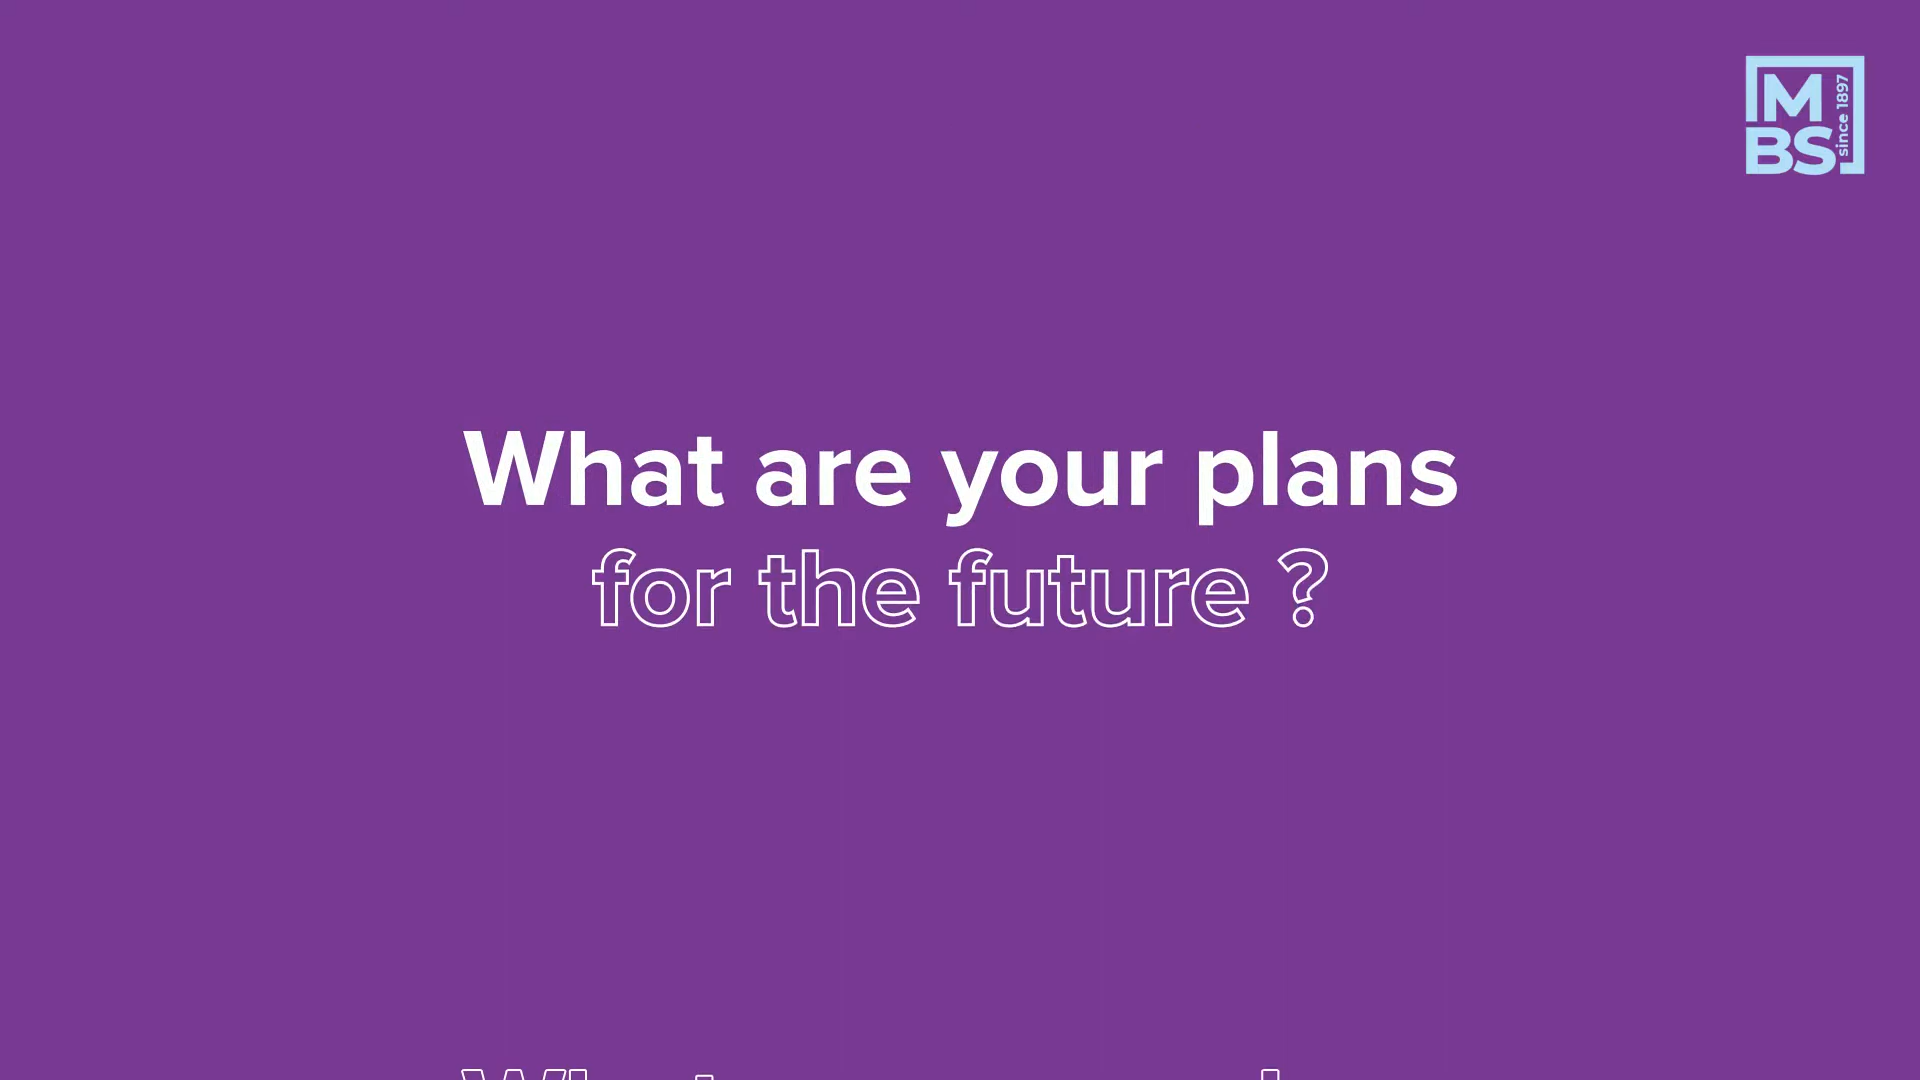 M
BS
since 1897
What are your plans
for the future ?